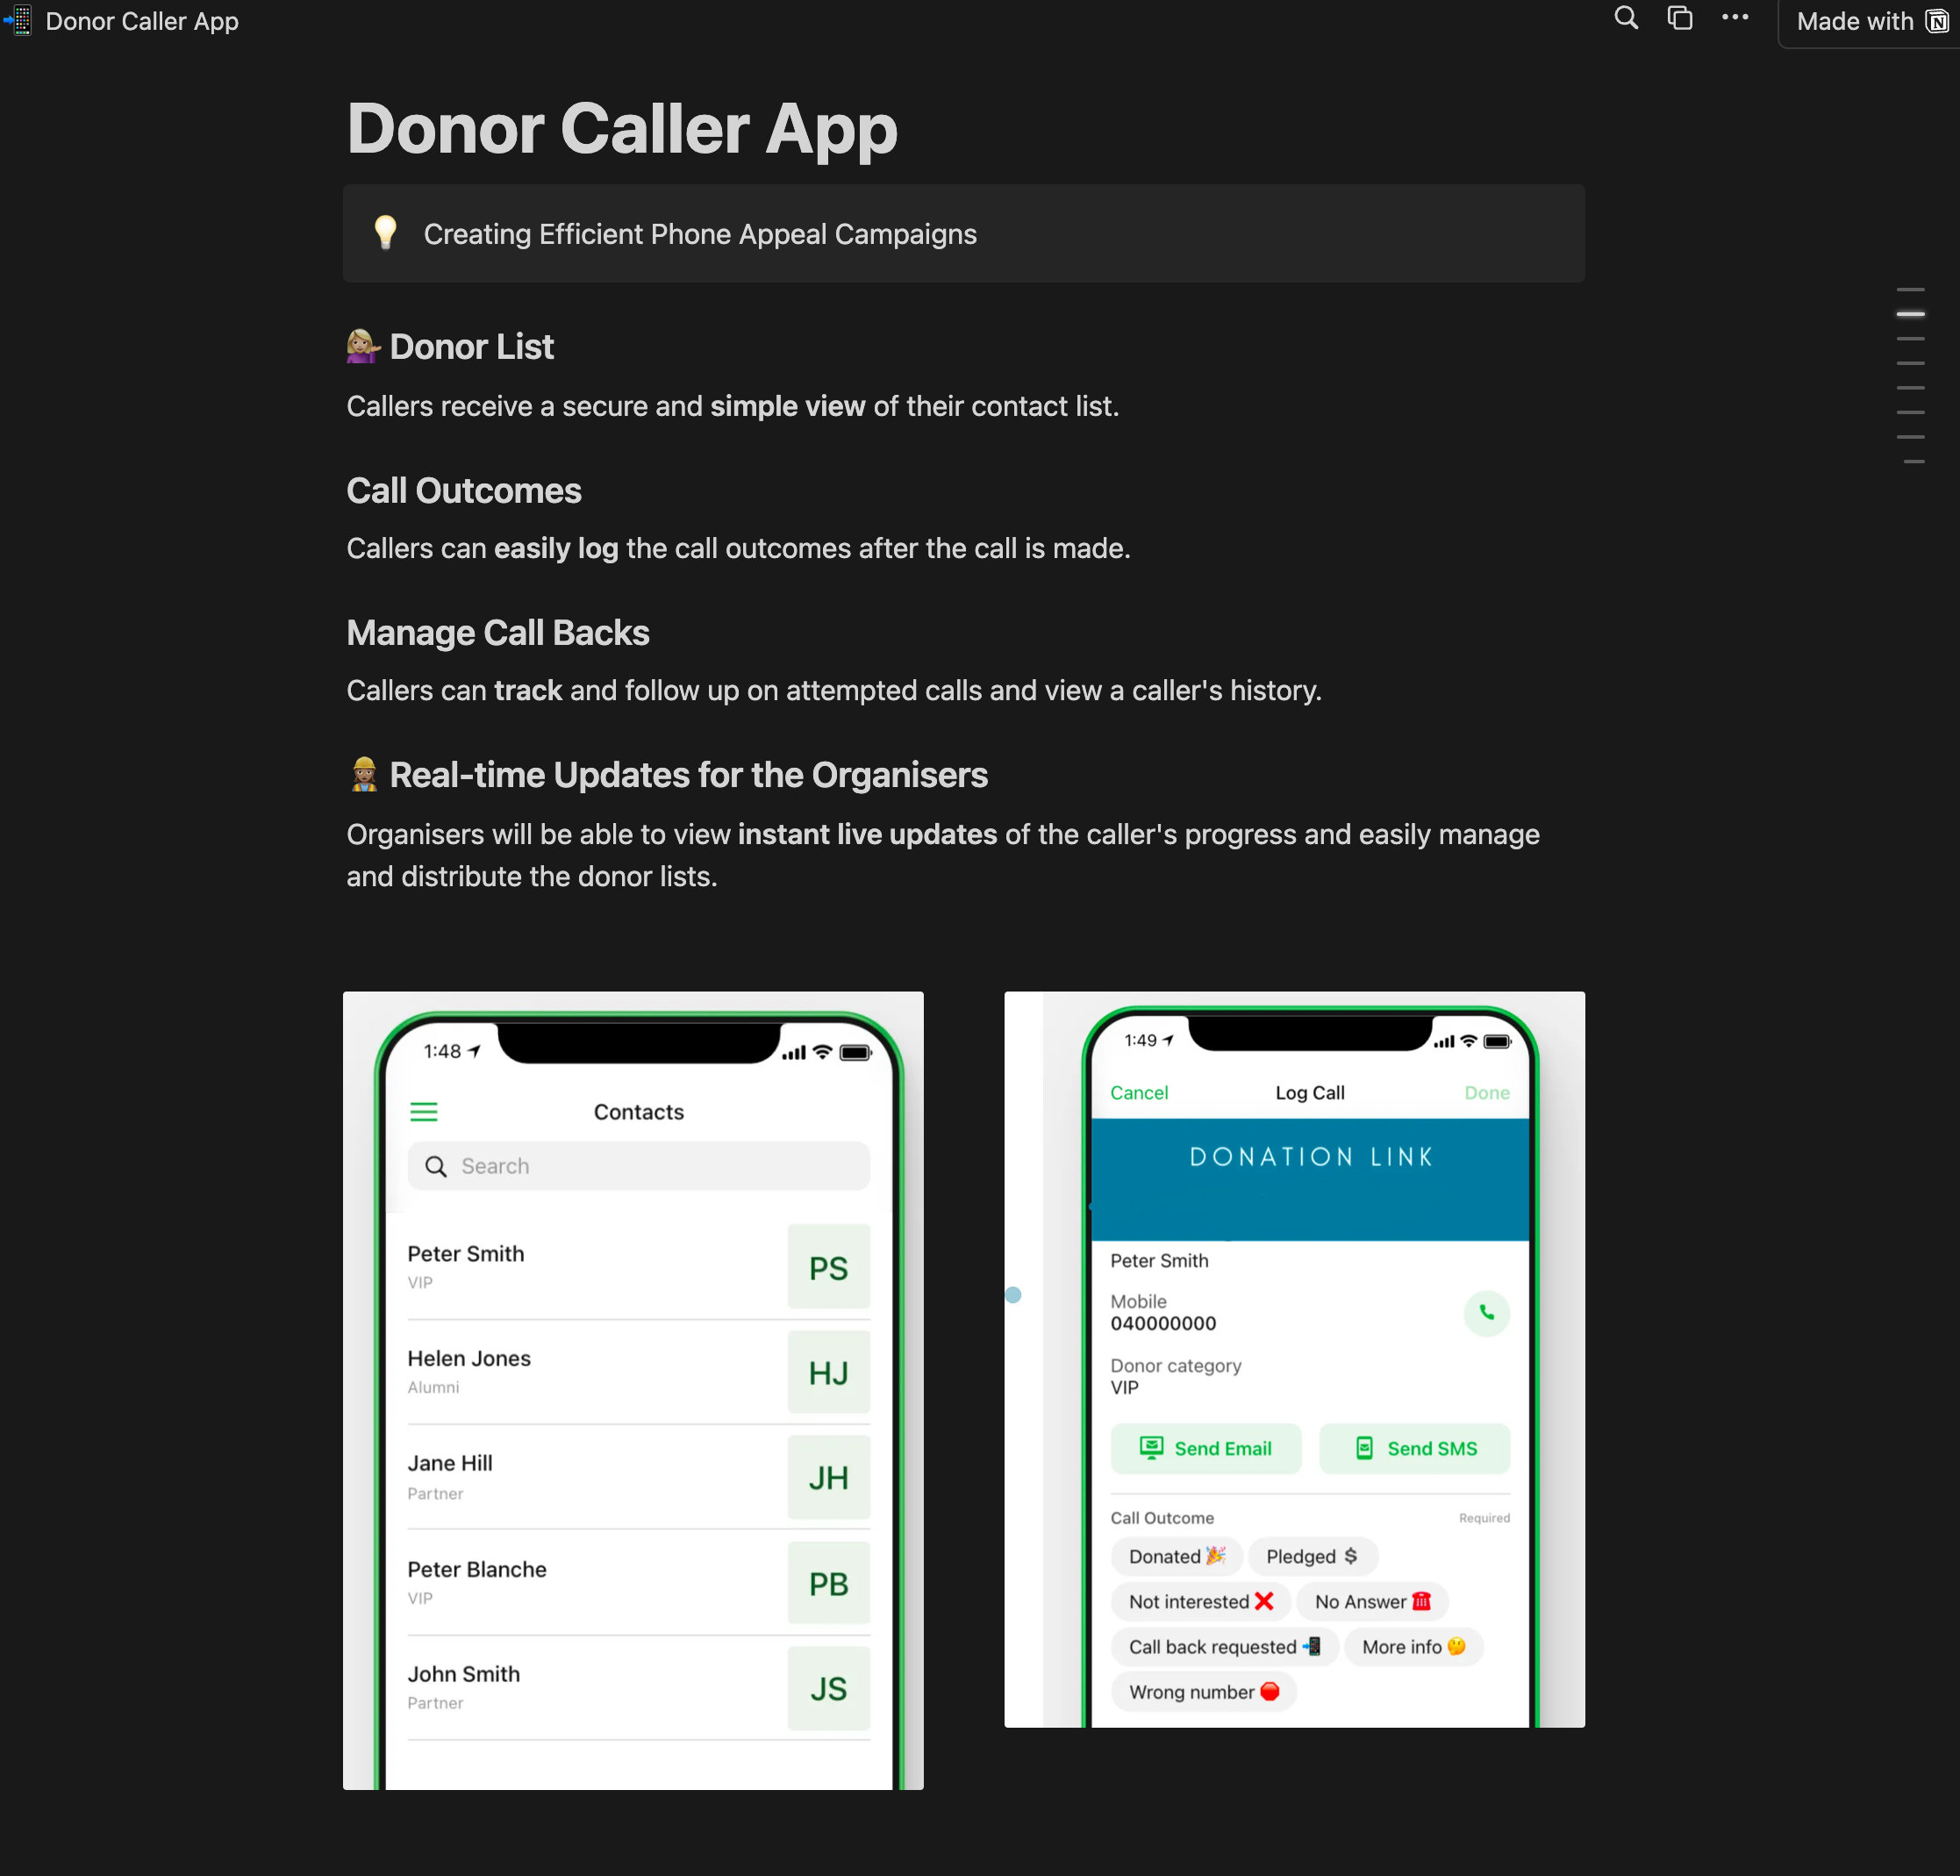 Donor Caller App
Made with
Donor Caller App
Creating Efficient Phone Appeal Campaigns
Donor List
Callers receive a secure and simple view of their contact list.
Call Outcomes
Callers can easily log the call outcomes after the call is made.
Manage Call Backs
Callers can track and follow up on attempted calls and view a caller's history.
Real-time Updates for the Organisers
Organisers will be able to view instant live updates of the caller's progress and easily manage
and distribute the donor lists.
1:48
Contacts
Search
Peter Smith
VIP
PS
Helen Jones
Alumni
HJ
Jane Hill
Partner
JH
Peter Blanche
VIP
PB
John Smith
Partner
JS
1:49
Cancel Log Call Done
DONATION LINK
Peter Smith
Mobile
040000000
Donor category
VIP
Send Email Send SMS
Call Outcome Required
Donated 🎉 Pledged $
Not interested ❌ No Answer ☎️
Call back requested 📲 More info 🤔
Wrong number 🛑